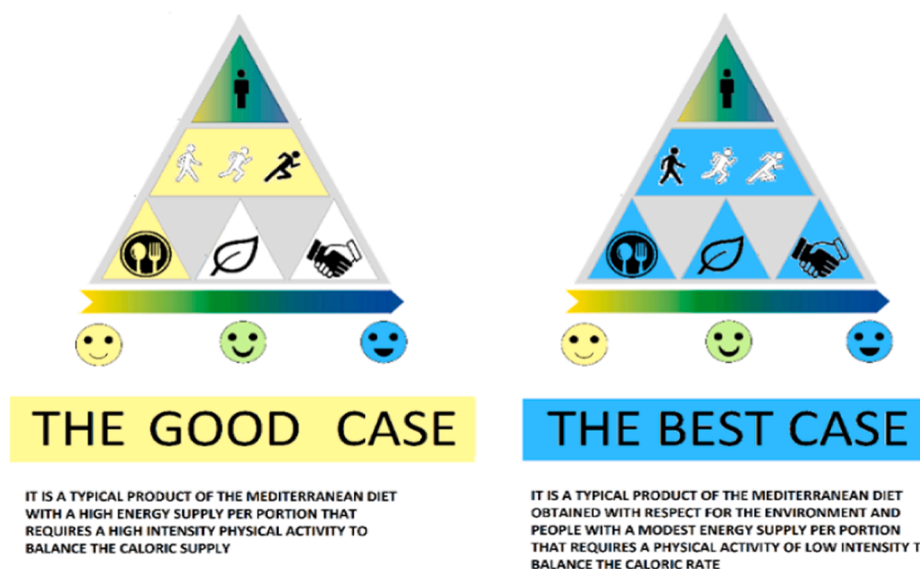 THE GOOD CASE
IT IS A TYPICAL PRODUCT OF THE MEDITERRANEAN DIET
WITH A HIGH ENERGY SUPPLY PER PORTION THAT
REQUIRES A HIGH INTENSITY PHYSICAL ACTIVITY TO
BALANCE THE CALORIC SUPPLY
THE BEST CASE
IT IS A TYPICAL PRODUCT OF THE MEDITERRANEAN DIET
OBTAINED WITH RESPECT FOR THE ENVIRONMENT AND
PEOPLE WITH A MODEST ENERGY SUPPLY PER PORTION
THAT REQUIRES A PHYSICAL ACTIVITY OF LOW INTENSITY
BALANCE THE CALORIC RATE